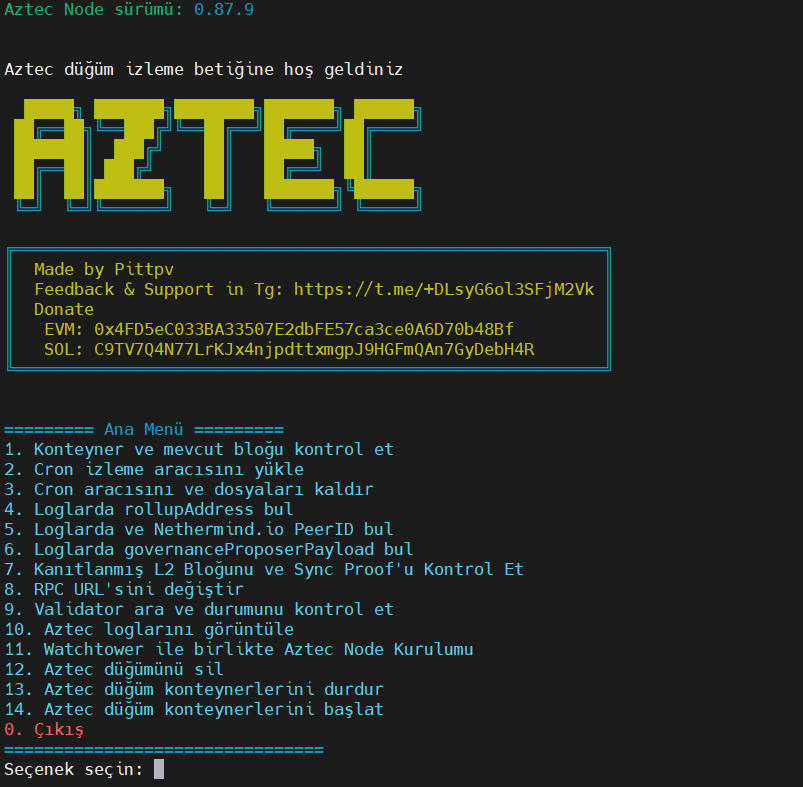 Aztec Node sürümü: 0.87.9
Aztec düğüm izleme betiğine hoş geldiniz
AZTEC
Made by Pittpv
Feedback & Support in Tg: https://t.me/+DLsyG6ol3SFjM2Vk
Donate
EVM: 0x4FD5eC033BA33507E2dbFE57ca3ce0A6D70b48Bf
SOL: C9TV7Q4N77LrKJx4njpdttxmgpJ9HGFmQAn7GyDebH4R
========= Ana Menü =========
1. Konteyner ve mevcut bloğu kontrol et
2. Cron izleme aracısını yükle
3. Cron aracısını ve dosyaları kaldır
4. Loglarda rollupAddress bul
5. Loglarda ve Nethermind.io PeerID bul
6. Loglarda governanceProposerPayload bul
7. Kanıtlanmış L2 Bloğunu ve Sync Proof'u Kontrol Et
8. RPC URL'sini değiştir
9. Validator ara ve durumunu kontrol et
10. Aztec loglarını görüntüle
11. Watchtower ile birlikte Aztec Node Kurulumu
12. Aztec düğümünü sil
13. Aztec düğüm konteynerlerini durdur
14. Aztec düğüm konteynerlerini başlat
0. Çıkış
================================
Seçenek seçin: